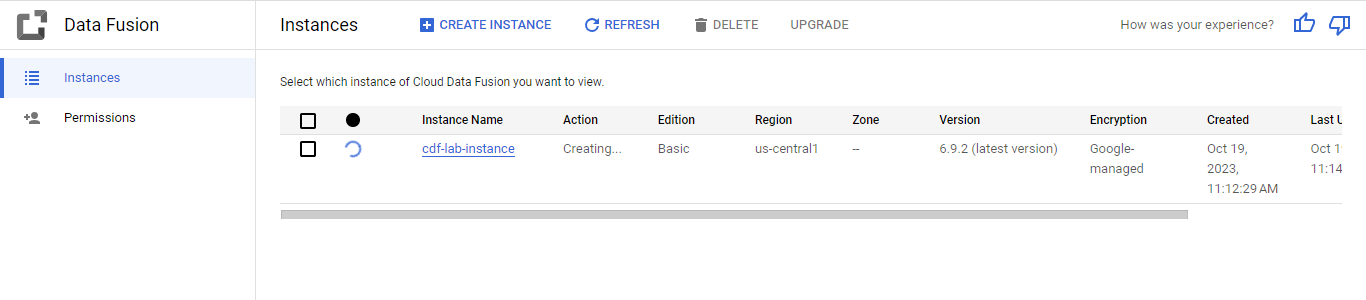 Data Fusion
Instances
CREATE INSTANCE
REFRESH
DELETE
UPGRADE
How was your experience?
Instances
Permissions
Select which instance of Cloud Data Fusion you want to view.
Instance Name Action Edition Region Zone Version Encryption Created Last U
cdf-lab-instance Creating... Basic us-central1 -- 6.9.2 (latest version) Google- Oct 19, Oct 1
managed 2023, 11:14
11:12:29 AM